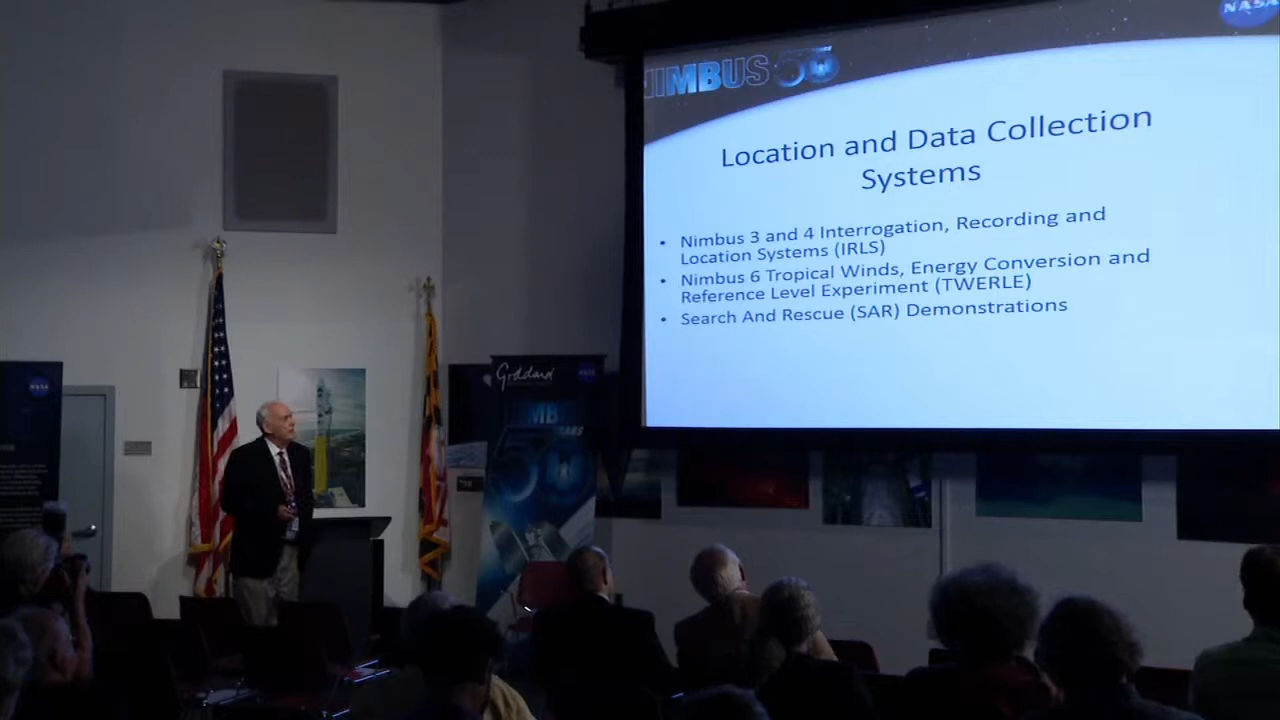 NASA
NIMBUS 50
Location and Data Collection
Systems
• Nimbus 3 and 4 Interrogation, Recording and
Location Systems (IRLS)
• Nimbus 6 Tropical Winds, Energy Conversion and
Reference Level Experiment (TWERLE)
• Search And Rescue (SAR) Demonstrations
Goddard
50
NASA